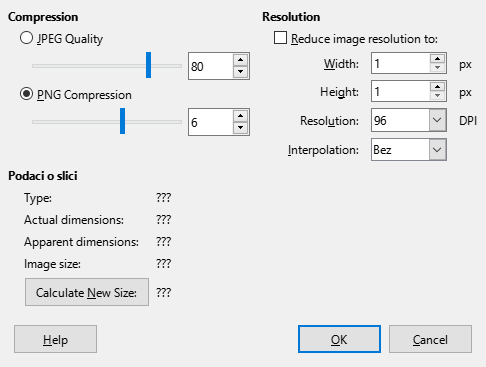 Compression
JPEG Quality
80
PNG Compression
6
Resolution
Reduce image resolution to:
Width: 1 px
Height: 1 px
Resolution: 96 DPI
Interpolation: Bez
Podaci o slici
Type: ???
Actual dimensions: ???
Apparent dimensions: ???
Image size: ???
Calculate New Size: ???
Help
OK
Cancel